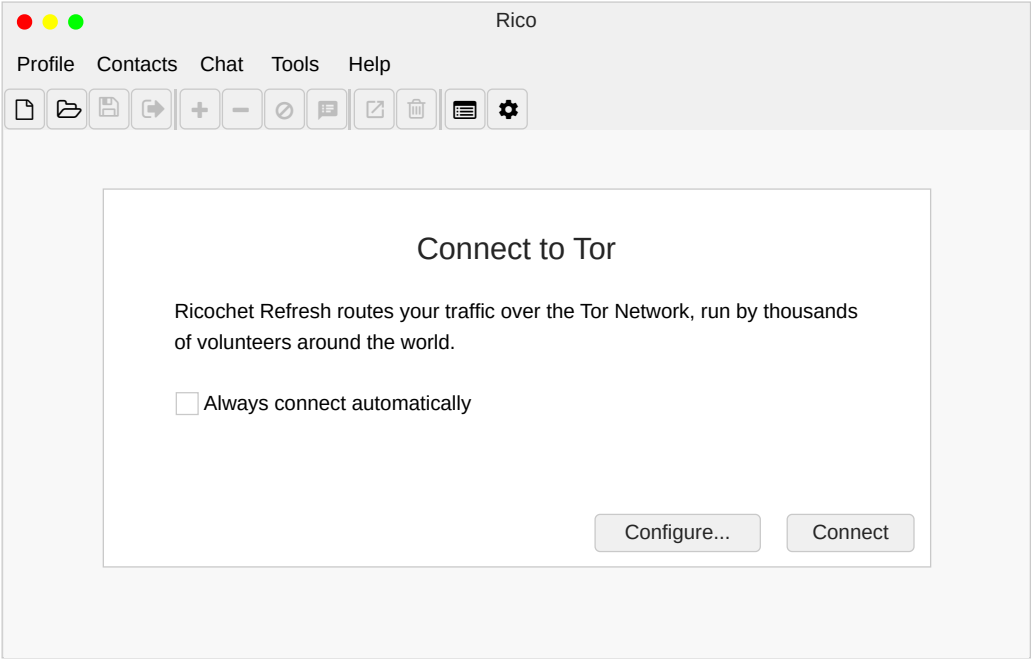 Rico
Profile Contacts Chat Tools Help
Connect to Tor
Ricochet Refresh routes your traffic over the Tor Network, run by thousands
of volunteers around the world.
Always connect automatically
Configure... Connect